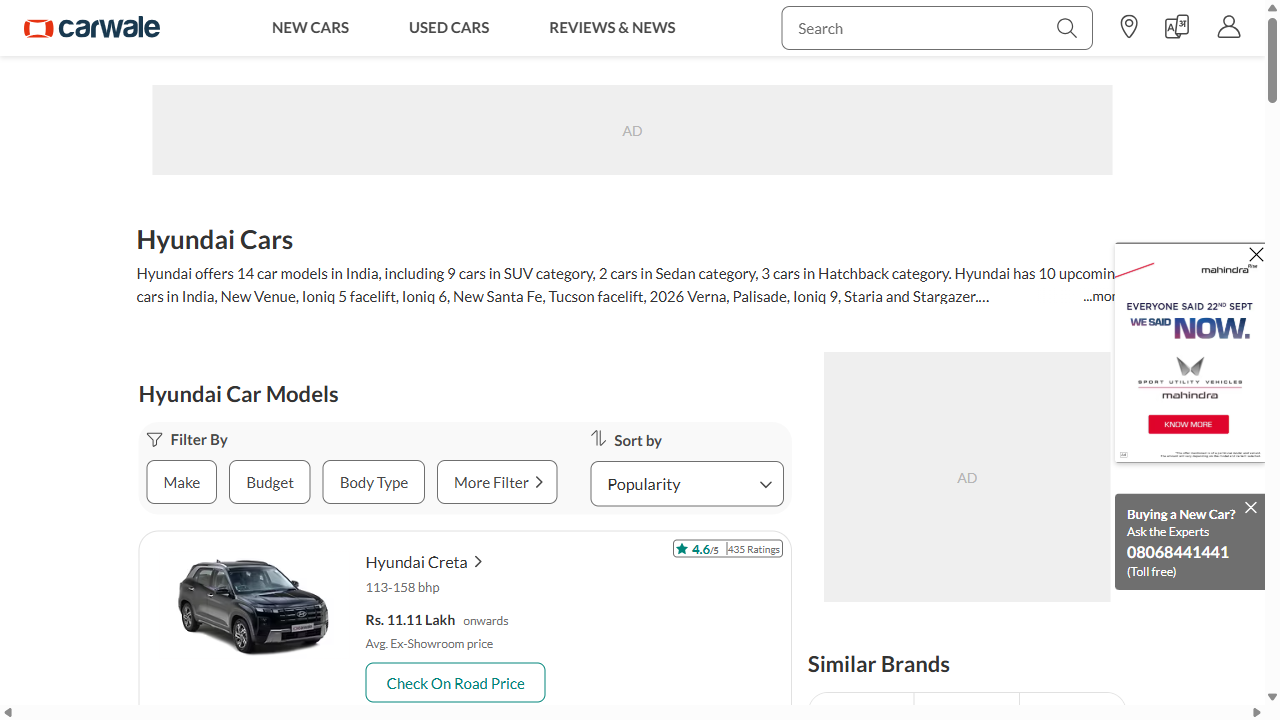 carwale
NEW CARS
USED CARS
REVIEWS & NEWS
Search
AD
Hyundai Cars
Hyundai offers 14 car models in India, including 9 cars in SUV category, 2 cars in Sedan category, 3 cars in Hatchback category. Hyundai has 10 upcomin
cars in India, New Venue, Ioniq 5 facelift, Ioniq 6, New Santa Fe, Tucson facelift, 2026 Verna, Palisade, Ioniq 9, Staria and Stargazer....
...mor
mahindra Rise
EVERYONE SAID 22ND SEPT
WE SAID NOW.
SPORT UTILITY VEHICLES
mahindra
KNOW MORE
Hyundai Car Models
Filter By
Sort by
Make
Budget
Body Type
More Filter
Popularity
AD
Buying a New Car?
Ask the Experts
08068441441
(Toll free)
4.6/5
435 Ratings
Hyundai Creta
113-158 bhp
Rs. 11.11 Lakh onwards
Avg. Ex-Showroom price
Check On Road Price
Similar Brands